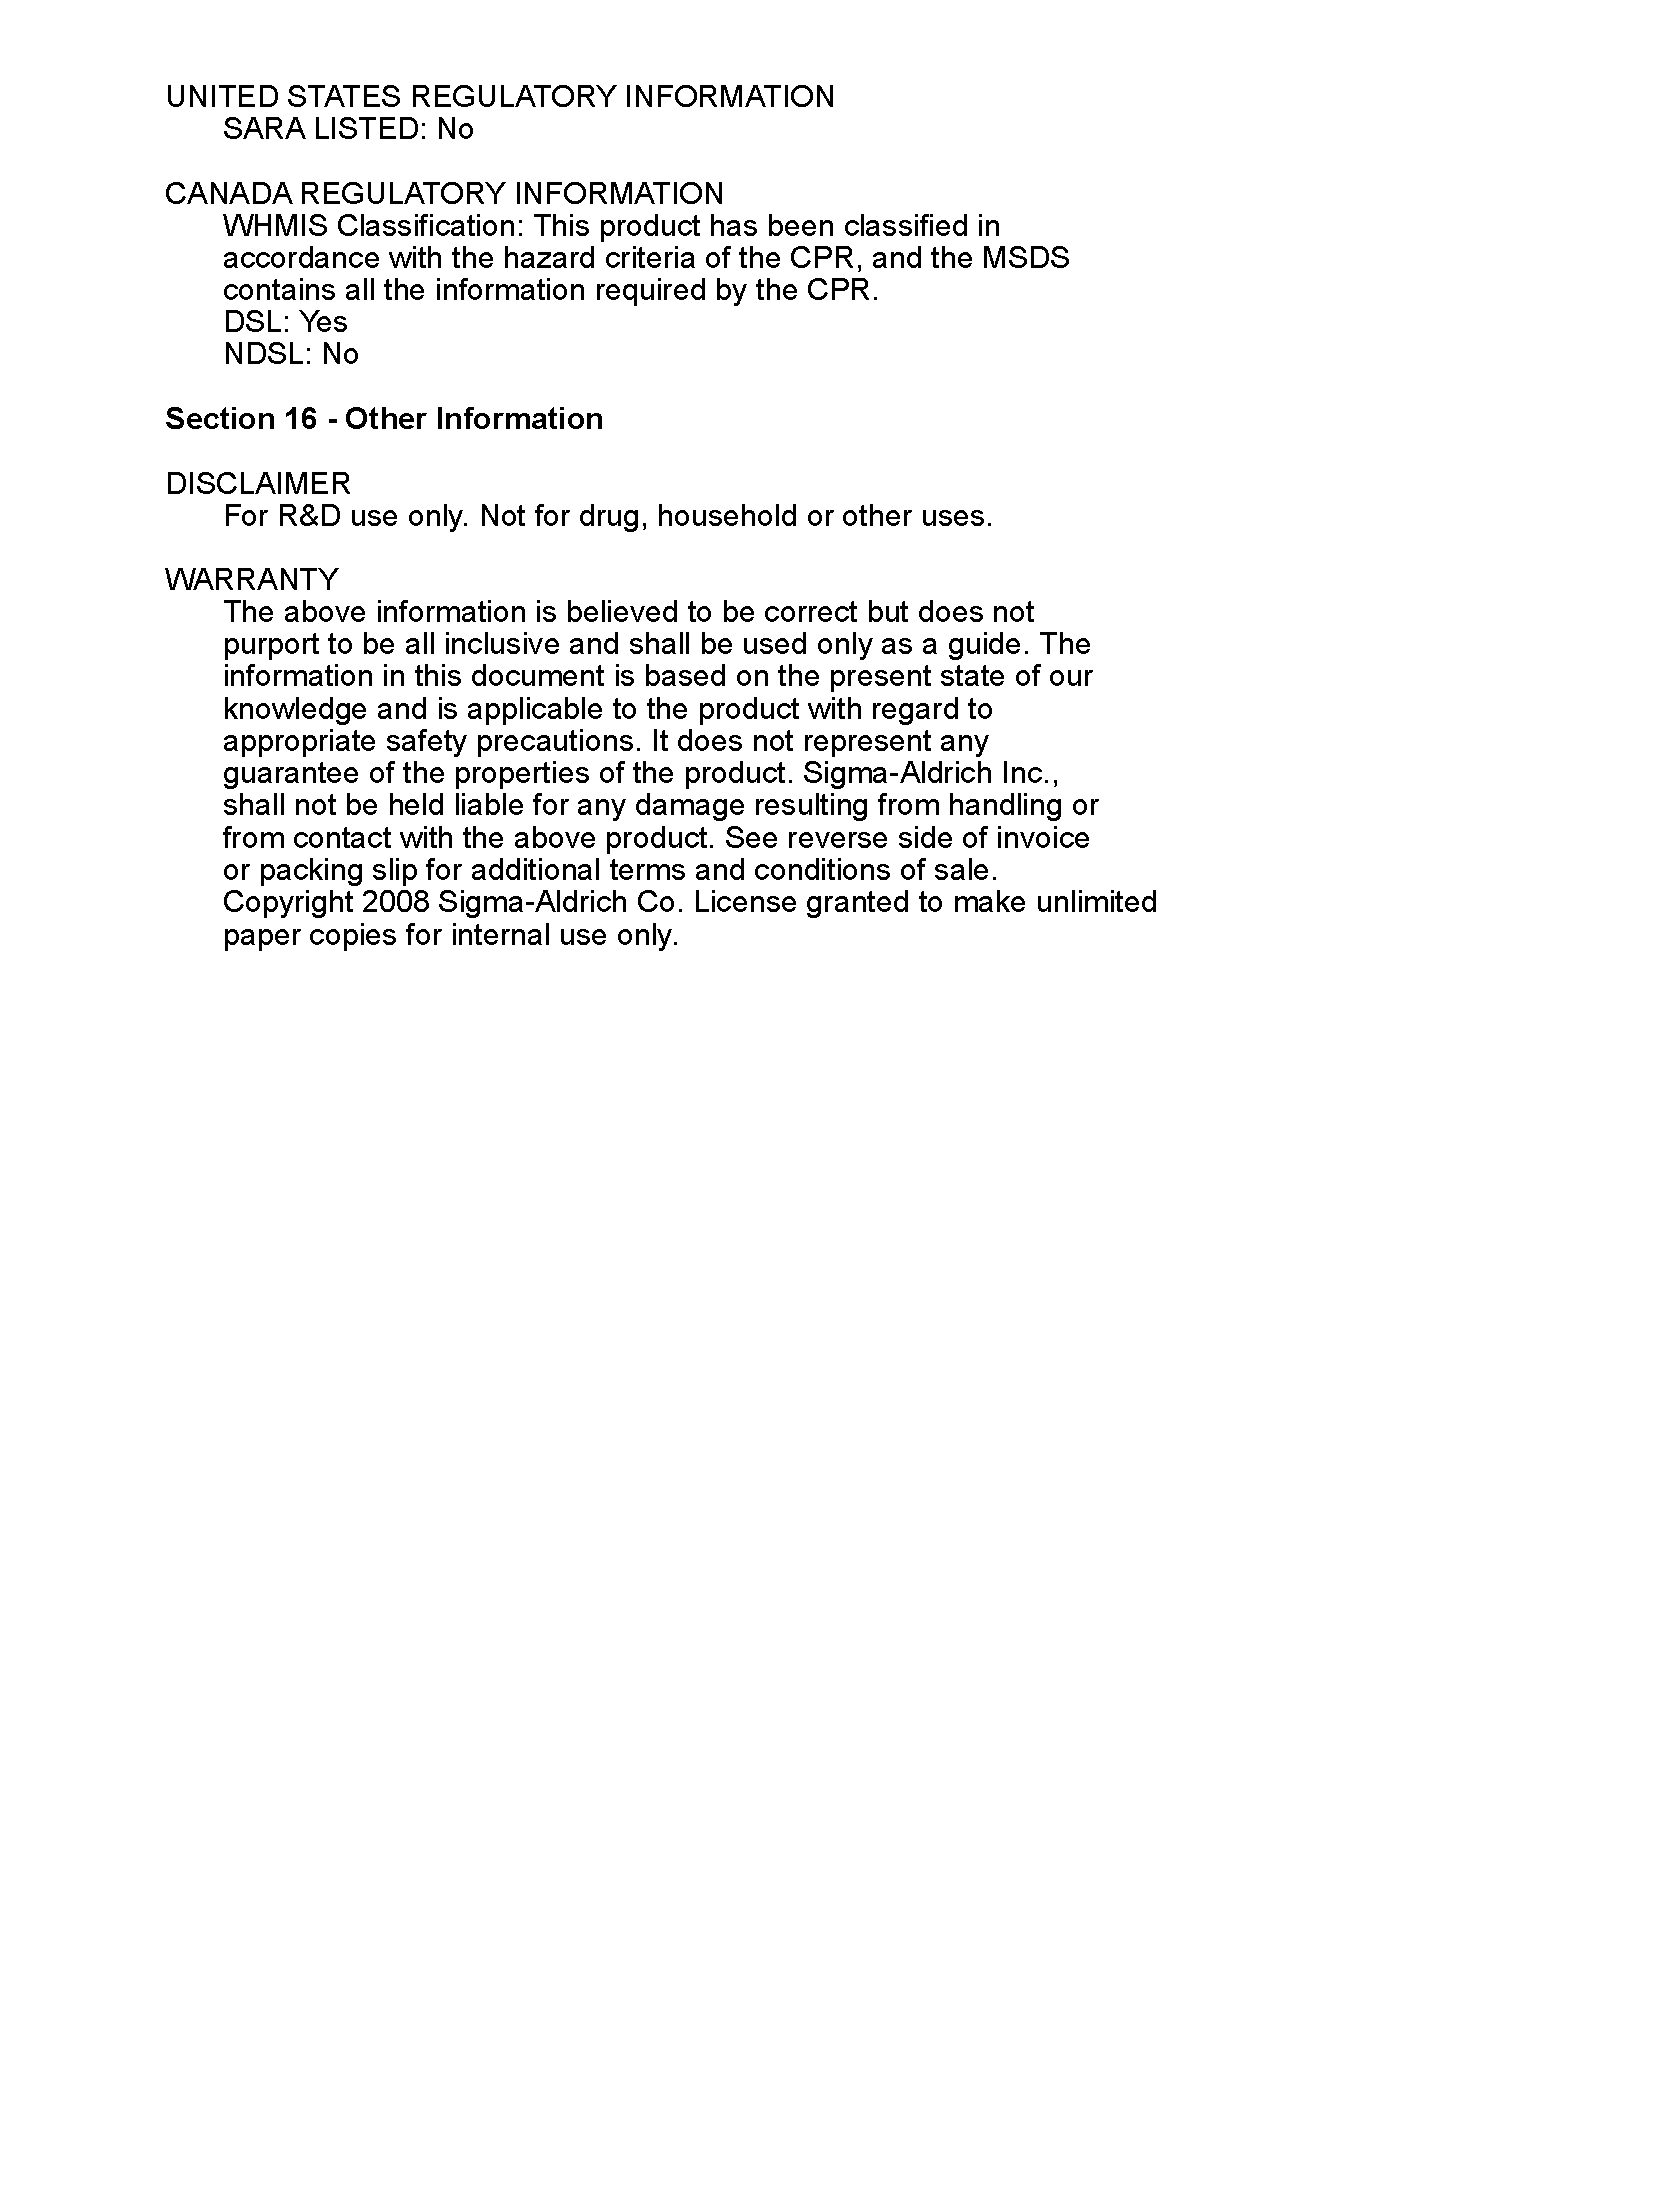 UNITED STATES REGULATORY INFORMATION
SARA LISTED: No
CANADA REGULATORY INFORMATION
WHMIS Classification: This product has been classified in
accordance with the hazard criteria of the CPR, and the MSDS
contains all the information required by the CPR.
DSL: Yes
NDSL: No
Section 16 - Other Information
DISCLAIMER
For R&D use only. Not for drug, household or other uses.
WARRANTY
The above information is believed to be correct but does not
purport to be all inclusive and shall be used only as a guide. The
information in this document is based on the present state of our
knowledge and is applicable to the product with regard to
appropriate safety precautions. It does not represent any
guarantee of the properties of the product. Sigma-Aldrich Inc.,
shall not be held liable for any damage resulting from handling or
from contact with the above product. See reverse side of invoice
or packing slip for additional terms and conditions of sale.
Copyright 2008 Sigma-Aldrich Co. License granted to make unlimited
paper copies for internal use only.